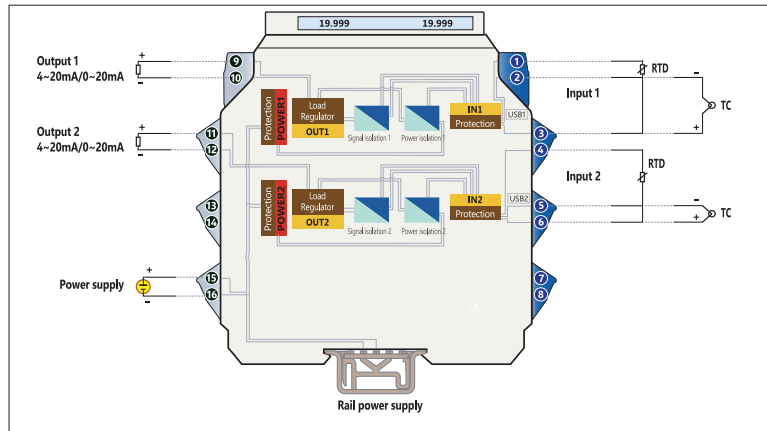 19.999 19.999
Output 1
4~20mA/0~20mA
+
-
9
10
Output 2
4~20mA/0~20mA
+
-
11
12
13
14
Power supply
+
-
15
16
Protection
POWER1
Load
Regulator
OUT1
Signal isolation 1
Power isolation 1
IN1
Protection
USB1
Protection
POWER2
Load
Regulator
OUT2
Signal isolation 2
Power isolation 2
IN2
Protection
USB2
1
2
3
4
5
6
7
8
RTD
Input 1
-
+
TC
RTD
Input 2
-
+
TC
EX
Rail power supply